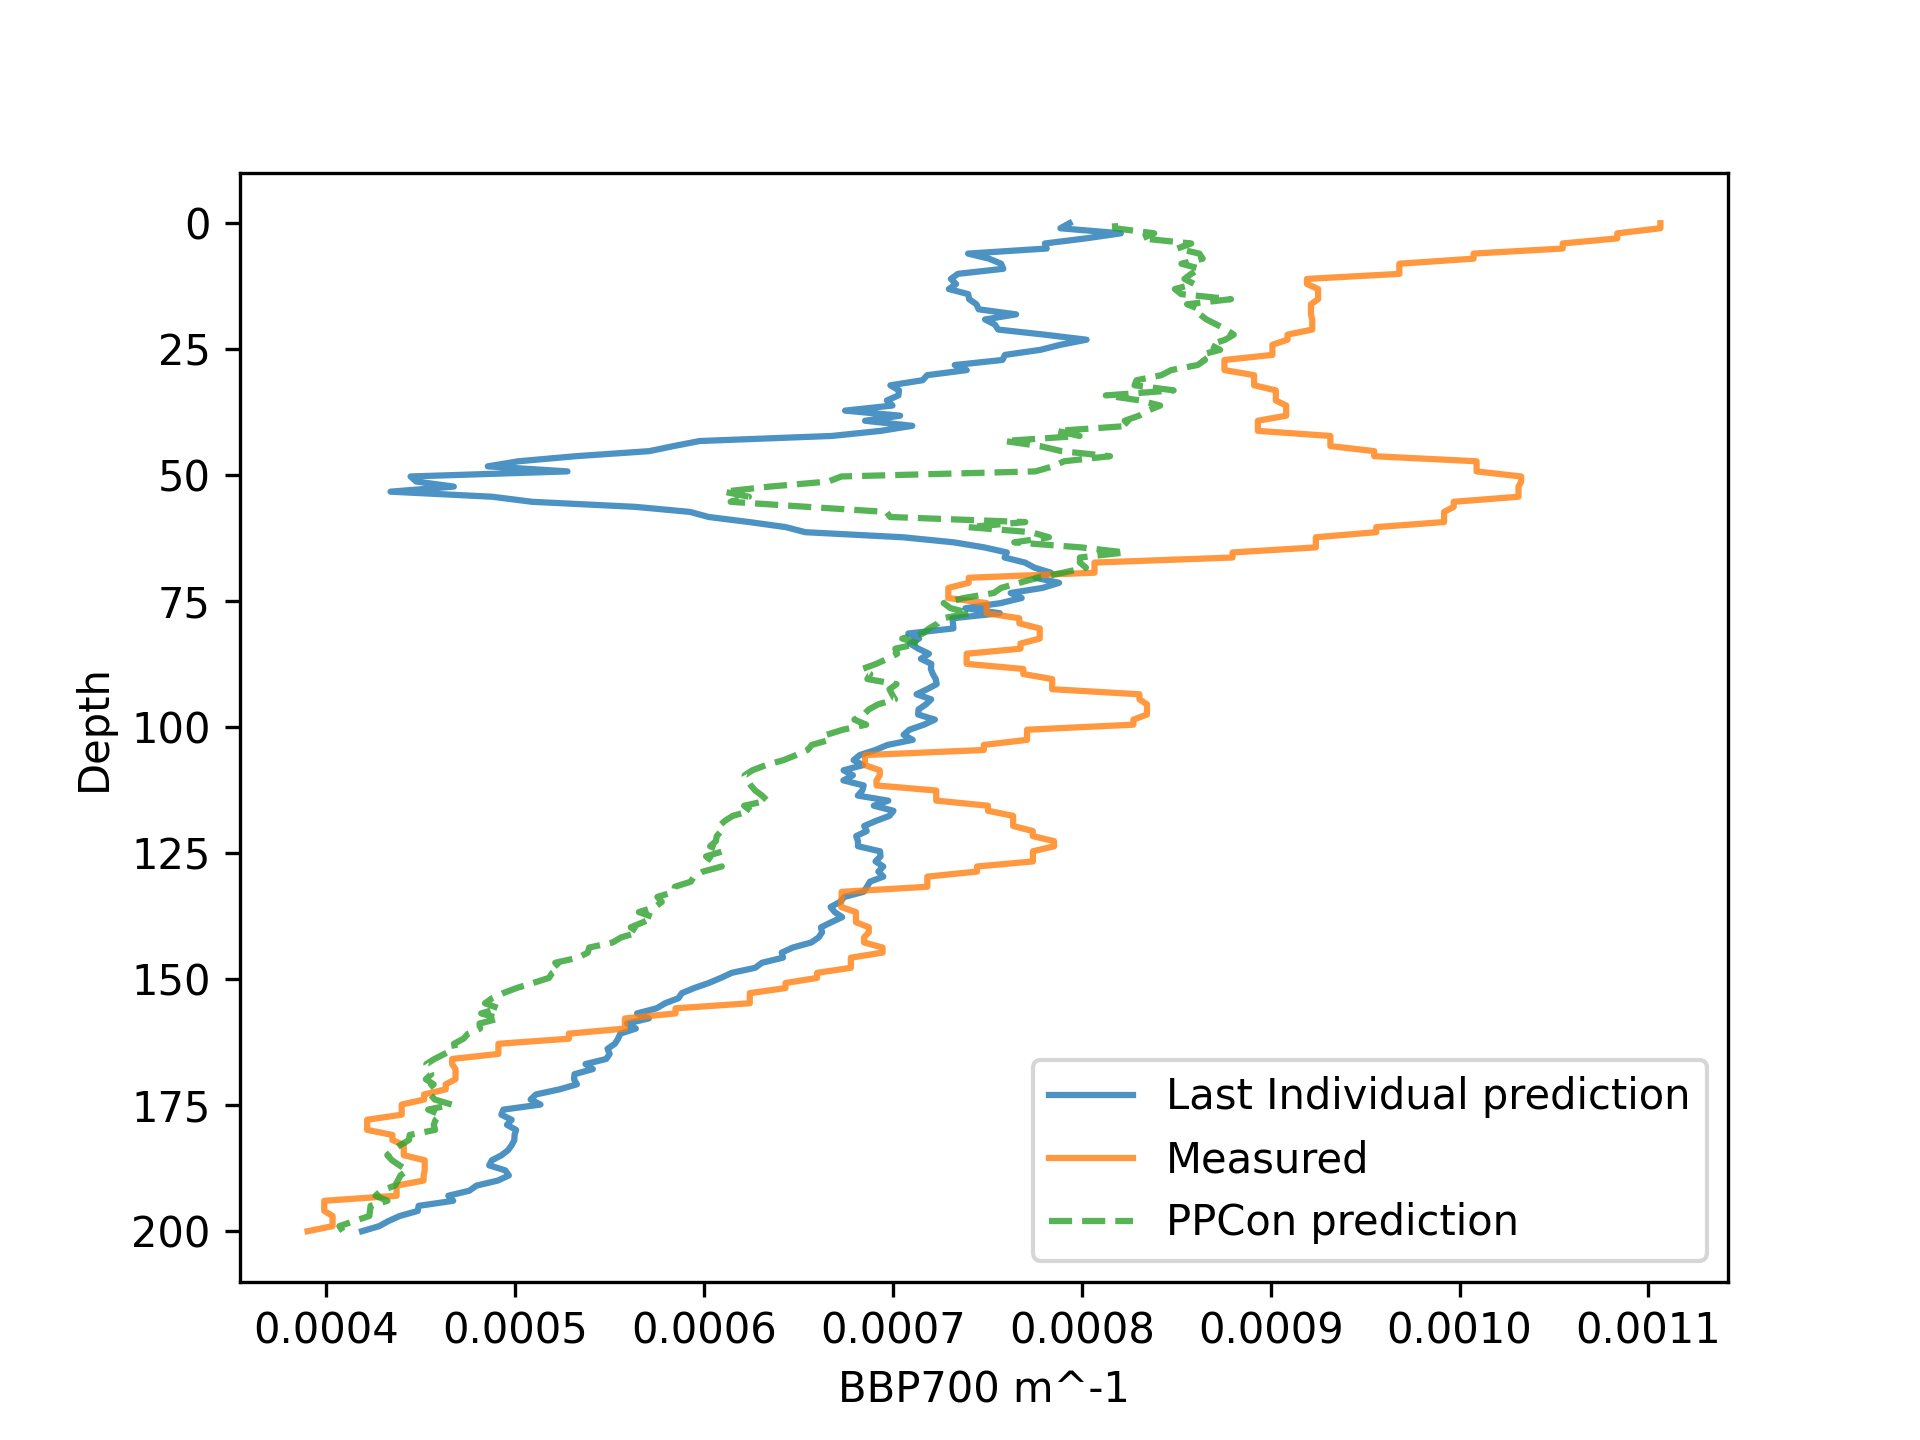 0
25
50
75
100
125
150
175
200
Depth
0.0004 0.0005 0.0006 0.0007 0.0008 0.0009 0.0010 0.0011
BBP700 m^-1
Last Individual prediction
Measured
PPCon prediction